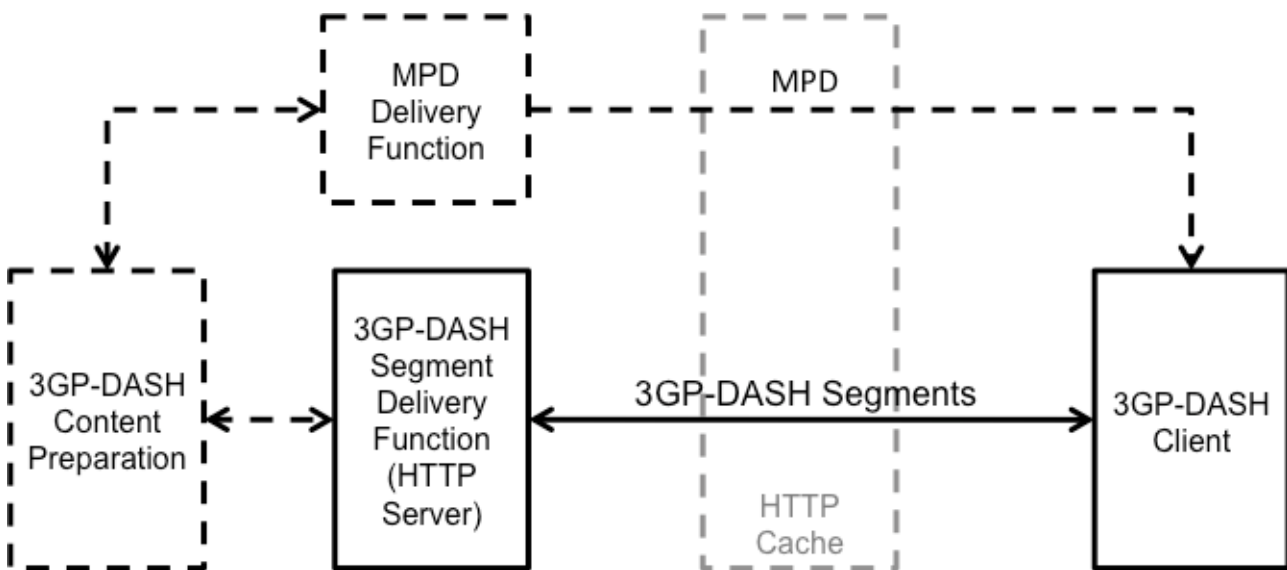 MPD
Delivery
Function
MPD
3GP-DASH
Content
Preparation
3GP-DASH
Segment
Delivery
Function
(HTTP
Server)
3GP-DASH Segments
HTTP
Cache
3GP-DASH
Client